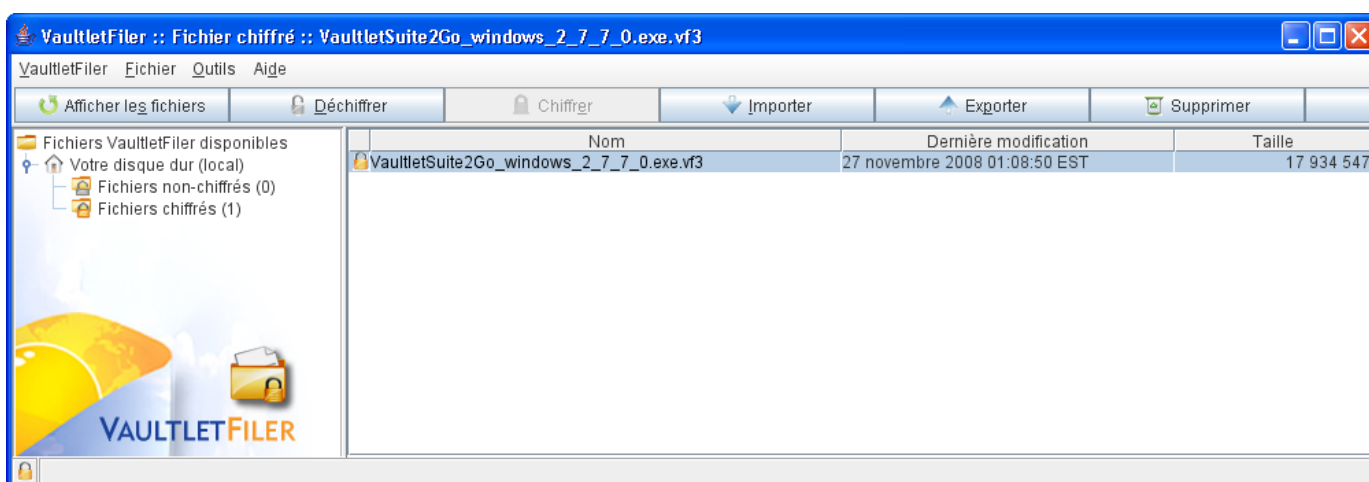 VaultletFiler :: Fichier chiffré :: VaultletSuite2Go_windows_2_7_7_0.exe.vf3
VaultletFiler Fichier Outils Aide
Afficher les fichiers Déchiffrer Chiffrer Importer Exporter Supprimer
Fichiers VaultletFiler disponibles
Votre disque dur (local)
Fichiers non-chiffrés (0)
Fichiers chiffrés (1)
Nom Dernière modification Taille
VaultletSuite2Go_windows_2_7_7_0.exe.vf3 27 novembre 2008 01:08:50 EST 17 934 547
VAULTLETFILER